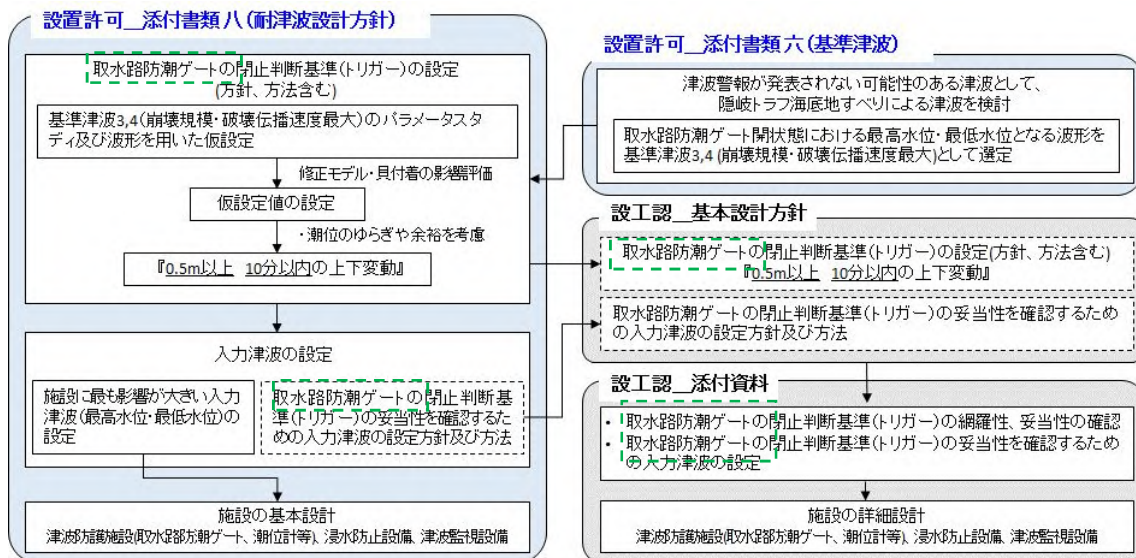 設置許可__添付書類八(耐津波設計方針)
取水路防潮ゲートの閉止判断基準(トリガー)の設定
(方針、方法含む)
基準津波3,4(崩壊規模・破壊伝播速度最大)のパラメータスタ
ディ及び波形を用いた仮設定
修正モデル・貝付着の影響評価
仮設定値の設定
・潮位のゆらぎや余裕を考慮
『0.5m以上 10分以内の上下変動』
入力津波の設定
施設に最も影響が大きい入力
津波(最高水位・最低水位)の
設定
取水路防潮ゲートの閉止判断基
準(トリガー)の妥当性を確認するた
めの入力津波の設定方針及び方法
施設の基本設計
津波防護施設(取水路防潮ゲート、潮位計等)、浸水防止設備、津波監視設備
設置許可__添付書類六(基準津波)
津波警報が発表されない可能性のある津波として、
隠岐トラフ海底地すべりによる津波を検討
取水路防潮ゲート開状態における最高水位・最低水位となる波形を
基準津波3,4(崩壊規模・破壊伝播速度最大)として選定
設工認__基本設計方針
取水路防潮ゲートの閉止判断基準(トリガー)の設定(方針、方法含む)
『0.5m以上 10分以内の上下変動』
取水路防潮ゲートの閉止判断基準(トリガー)の妥当性を確認するため
の入力津波の設定方針及び方法
設工認__添付資料
• 取水路防潮ゲートの閉止判断基準(トリガー)の網羅性、妥当性の確認
• 取水路防潮ゲートの閉止判断基準(トリガー)の妥当性を確認するため
の入力津波の設定
施設の詳細設計
津波防護施設(取水路防潮ゲート、潮位計等)、浸水防止設備、津波監視設備